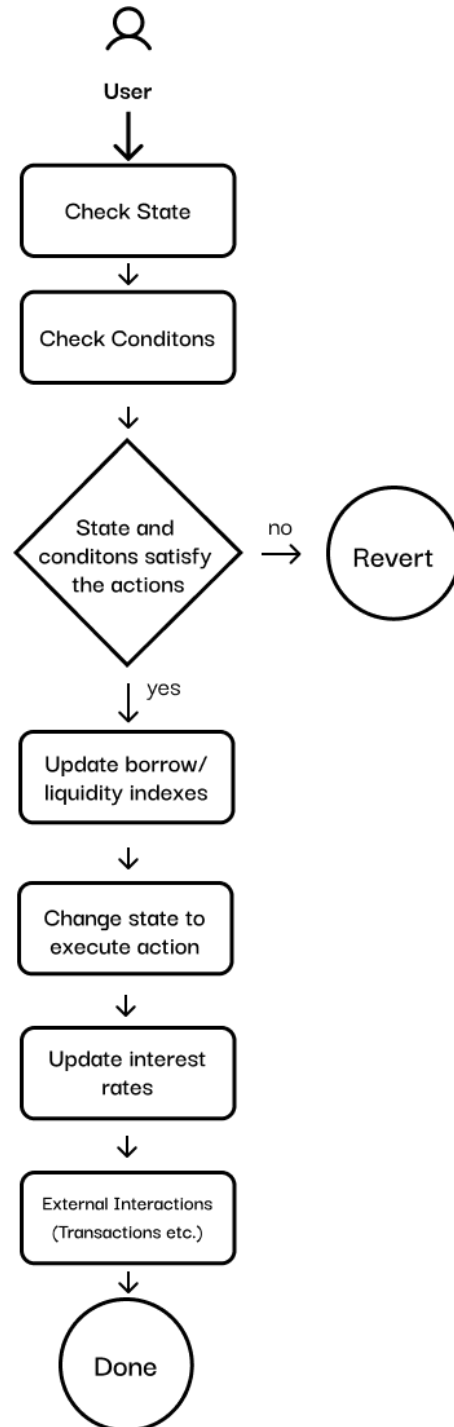 User
Check State
Check Conditons
State and
conditons satisfy
the actions
no
Revert
yes
Update borrow/
liquidity indexes
Change state to
execute action
Update interest
rates
External Interactions
(Transactions etc.)
Done